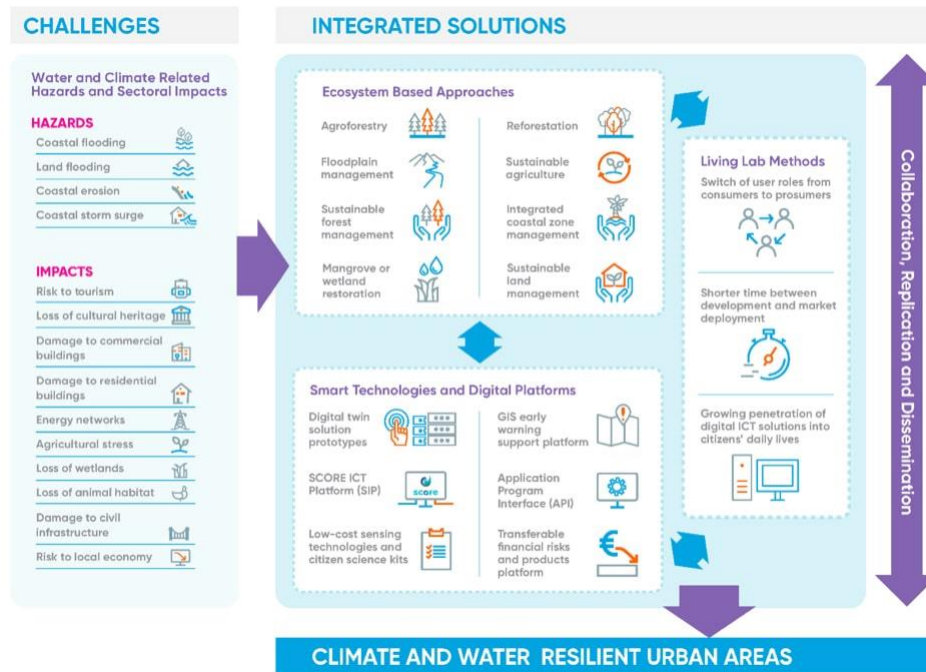 CHALLENGES
Water and Climate Related
Hazards and Sectoral Impacts
HAZARDS
Coastal flooding
Land flooding
Coastal erosion
Coastal storm surge
IMPACTS
Risk to tourism
Loss of cultural heritage
Damage to commercial
buildings
Damage to residential
buildings
Energy networks
Agricultural stress
Loss of wetlands
Loss of animal habitat
Damage to civil
infrastructure
Risk to local economy
INTEGRATED SOLUTIONS
Ecosystem Based Approaches
Agroforestry
Floodplain
management
Sustainable
forest
management
Mangrove or
wetland
restoration
Reforestation
Sustainable
agriculture
Integrated
coastal zone
management
Sustainable
land
management
Smart Technologies and Digital Platforms
Digital twin
solution
prototypes
SCORE ICT
Platform (SIP)
score
Low-cost sensing
technologies and
citizen science kits
GIS early
warning
support platform
Application
Program
Interface (API)
Transferable
financial risks
and products
platform
€
Living Lab Methods
Switch of user roles from
consumers to prosumers
Shorter time between
development and market
deployment
Growing penetration of
digital ICT solutions into
citizens' daily lives
Collaboration, Replication and Dissemination
CLIMATE AND WATER RESILIENT URBAN AREAS